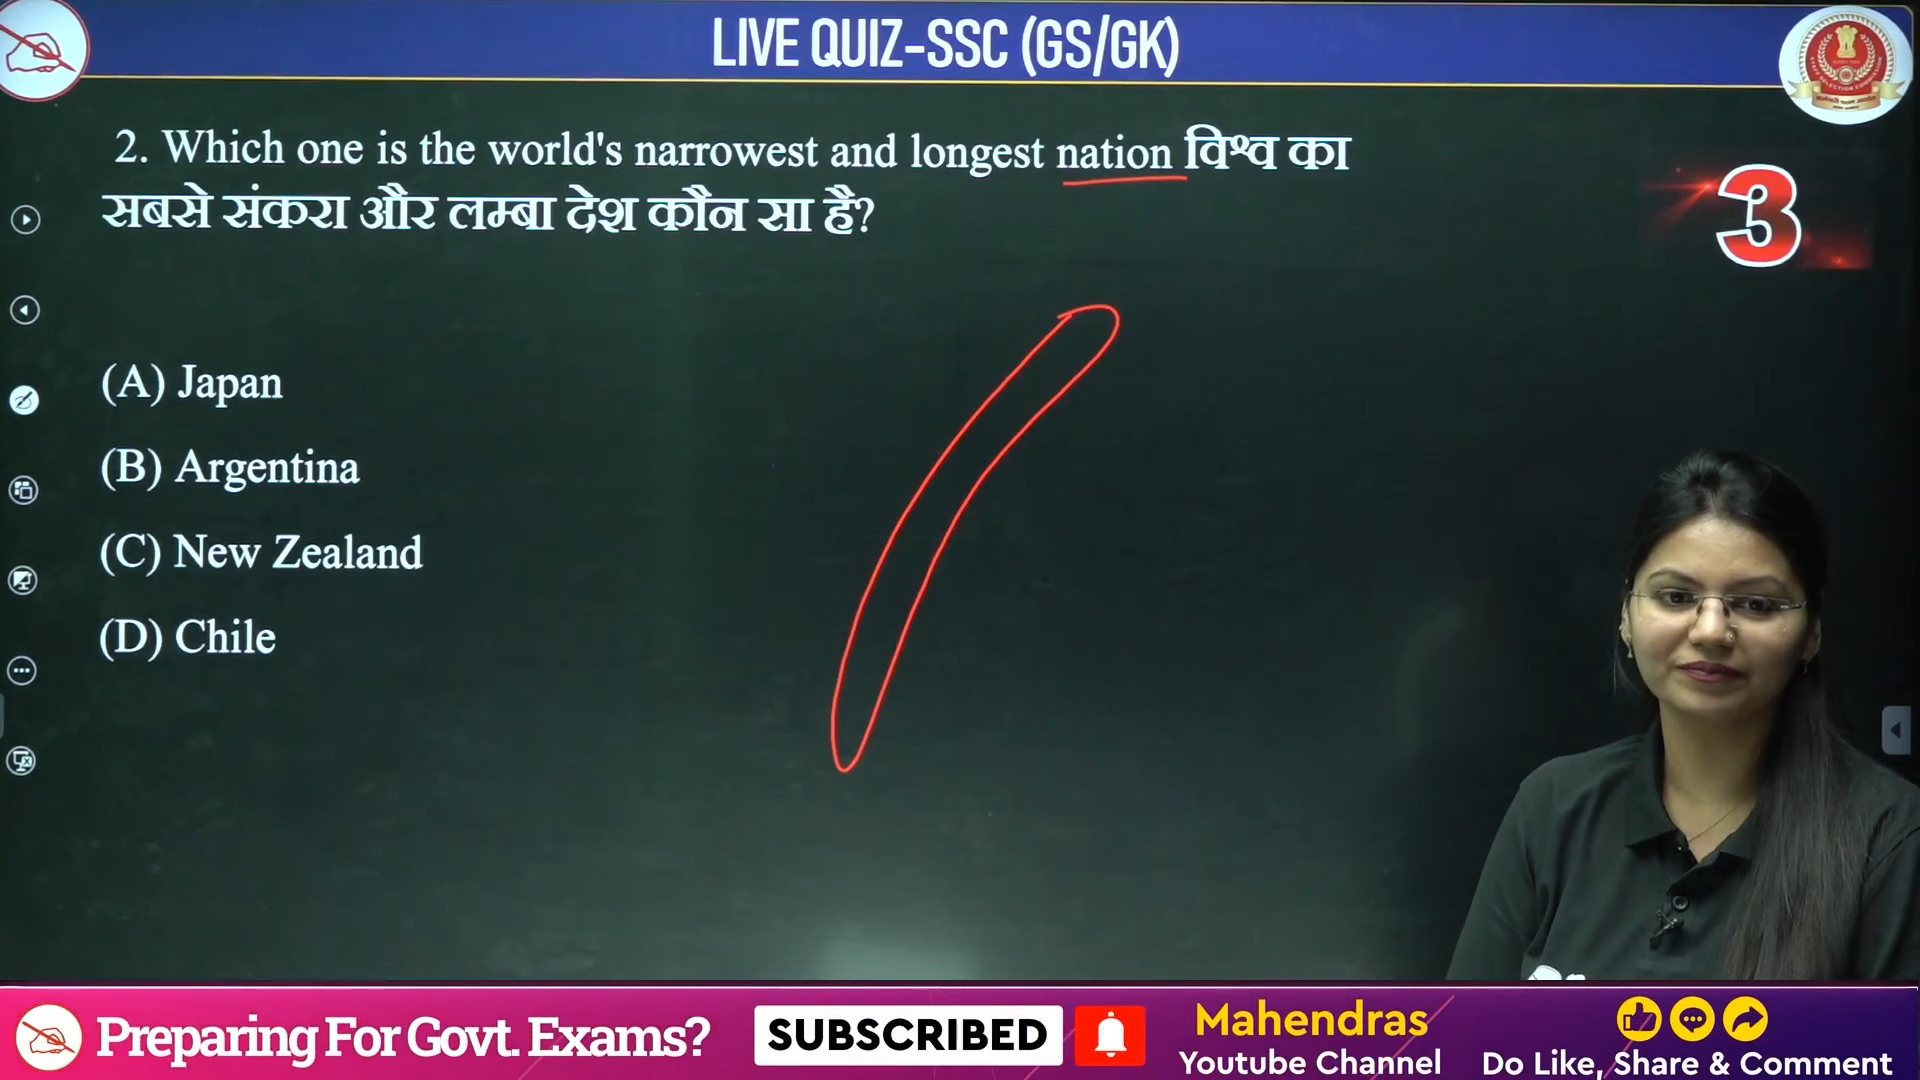 LIVE QUIZ-SSC (GS/GK)
2. Which one is the world's narrowest and longest nation विश्व का
सबसे संकरा और लम्बा देश कौन सा है?
3
(A) Japan
(B) Argentina
(C) New Zealand
(D) Chile
Preparing For Govt. Exams?
SUBSCRIBED
Mahendras
Youtube Channel
Do Like, Share & Comment